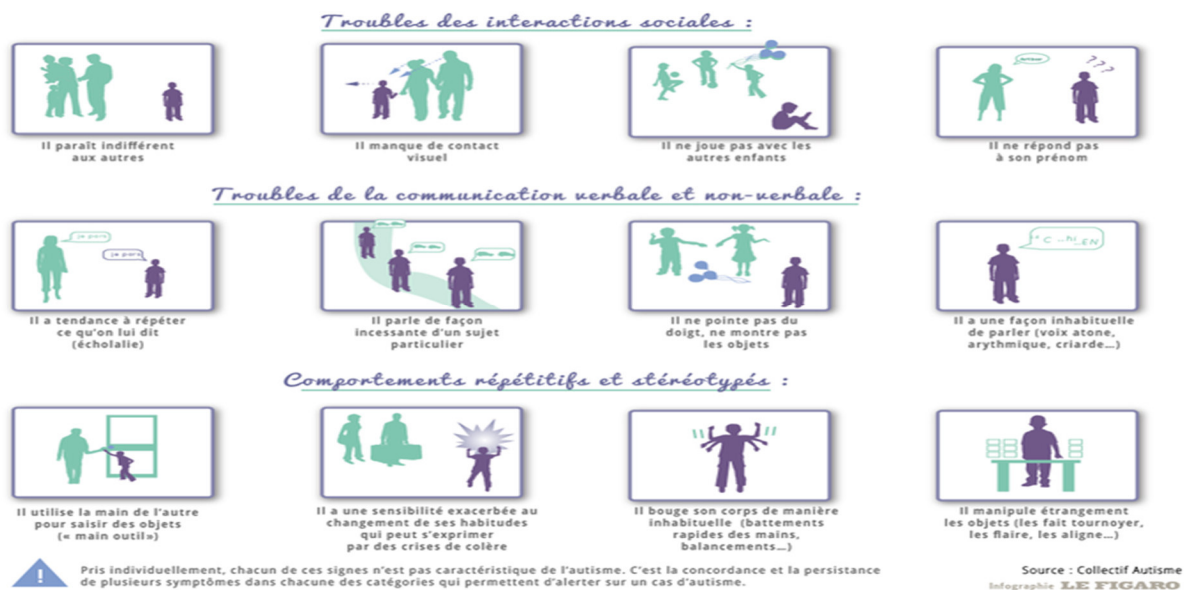 Troubles des interactions sociales :
Il paraît indifférent
aux autres
Il manque de contact
visuel
Il ne joue pas avec les
autres enfants
???
Il ne répond pas
à son prénom
Troubles de la communication verbale et non-verbale :
je pars
je pars
Il a tendance à répéter
ce qu'on lui dit
(écholalie)
Il parle de façon
incessante d'un sujet
particulier
Il ne pointe pas du
doigt, ne montre pas
les objets
C ...hi...EN
Il a une façon inhabituelle
de parler (voix atone,
arythmique, criarde...)
Comportements répétitifs et stéréotypés :
Il utilise la main de l'autre
pour saisir des objets
(« main outil»)
Il a une sensibilité exacerbée au
changement de ses habitudes
qui peut s'exprimer
par des crises de colère
Il bouge son corps de manière
inhabituelle (battements
rapides des mains,
balancements...)
Il manipule étrangement
les objets (les fait tournoyer,
les flaire, les aligne...)
!
Pris individuellement, chacun de ces signes n'est pas caractéristique de l'autisme. C'est la concordance et la persistance
de plusieurs symptômes dans chacune des catégories qui permettent d'alerter sur un cas d'autisme.
Source : Collectif Autisme
Infographie LE FIGARO